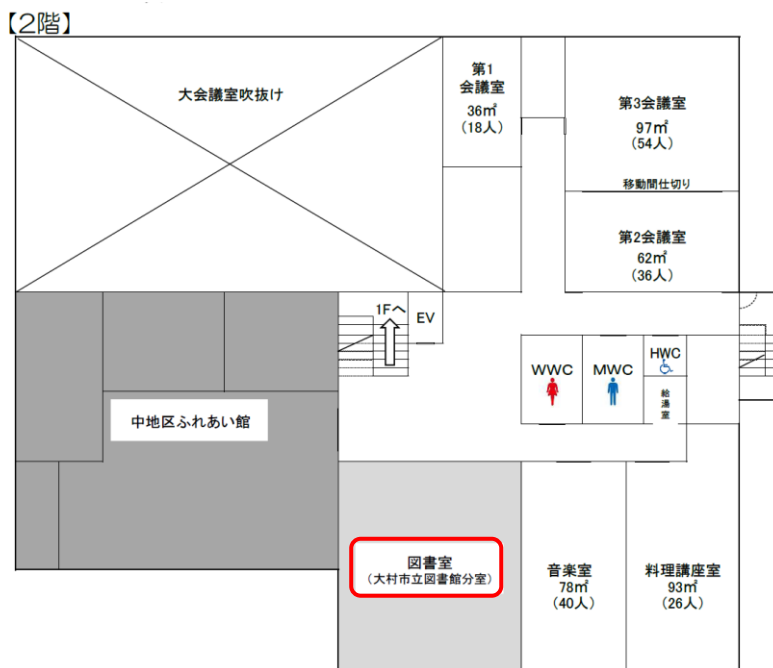 【2階】
大会議室吹抜け
第1
会議室
36㎡
（18人）
第3会議室
97㎡
（54人）
移動間仕切り
第2会議室
62㎡
（36人）
1Fへ
EV
WWC
MWC
HWC
給湯室
中地区ふれあい館
図書室
（大村市立図書館分室）
音楽室
78㎡
（40人）
料理講座室
93㎡
（26人）